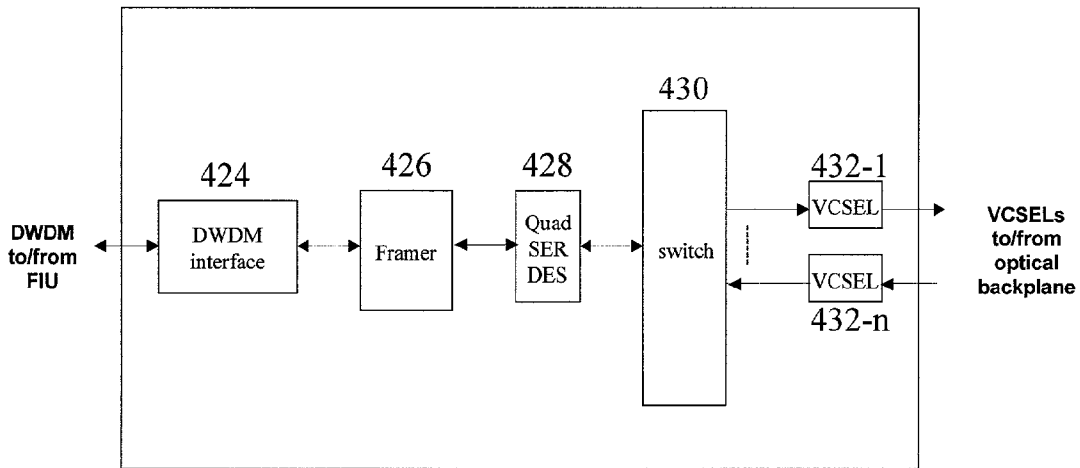 430
424
426
428
432-1
DWDM
to/from
FIU
DWDM
interface
Framer
Quad
SER
DES
switch
VCSEL
VCSEL
432-n
VCSELs
to/from
optical
backplane